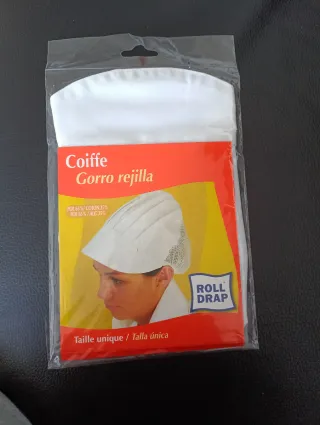 Coiffe
Gorro rejilla
ROLL
DRAP
Taille unique / Talla única